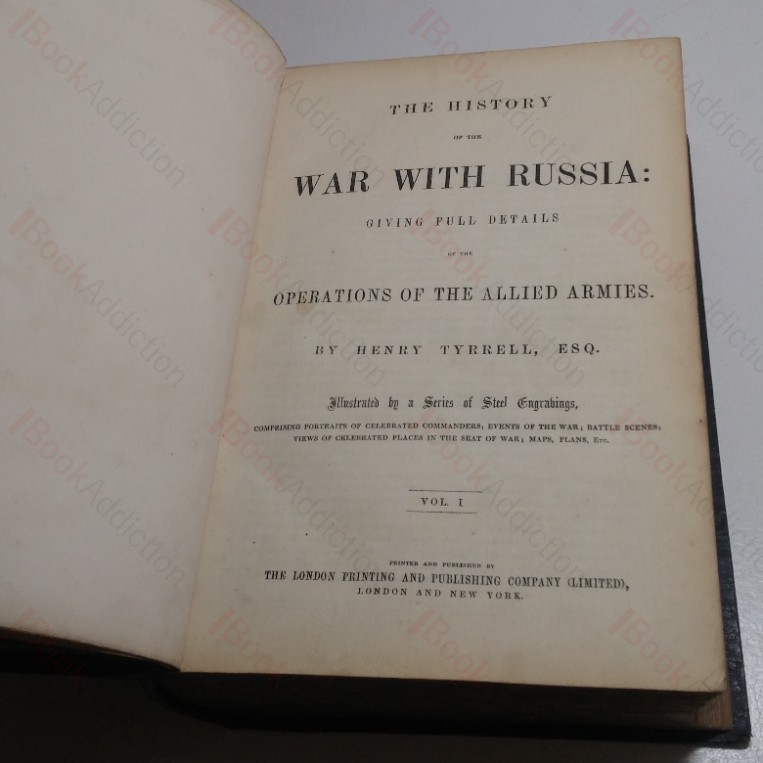 THE HISTORY
OF THE
WAR WITH RUSSIA:
GIVING FULL DETAILS
OF THE
OPERATIONS OF THE ALLIED ARMIES.
BY HENRY TYRRELL, ESQ.
Illustrated by a Series of Steel Engravings,
COMPRISING PORTRAITS OF CELEBRATED COMMANDERS; EVENTS OF THE WAR; BATTLE SCENES;
VIEWS OF CELEBRATED PLACES IN THE SEAT OF WAR; MAPS, PLANS, ETC.
VOL. I
PRINTED AND PUBLISHED BY
THE LONDON PRINTING AND PUBLISHING COMPANY (LIMITED),
LONDON AND NEW YORK.
BookAddiction